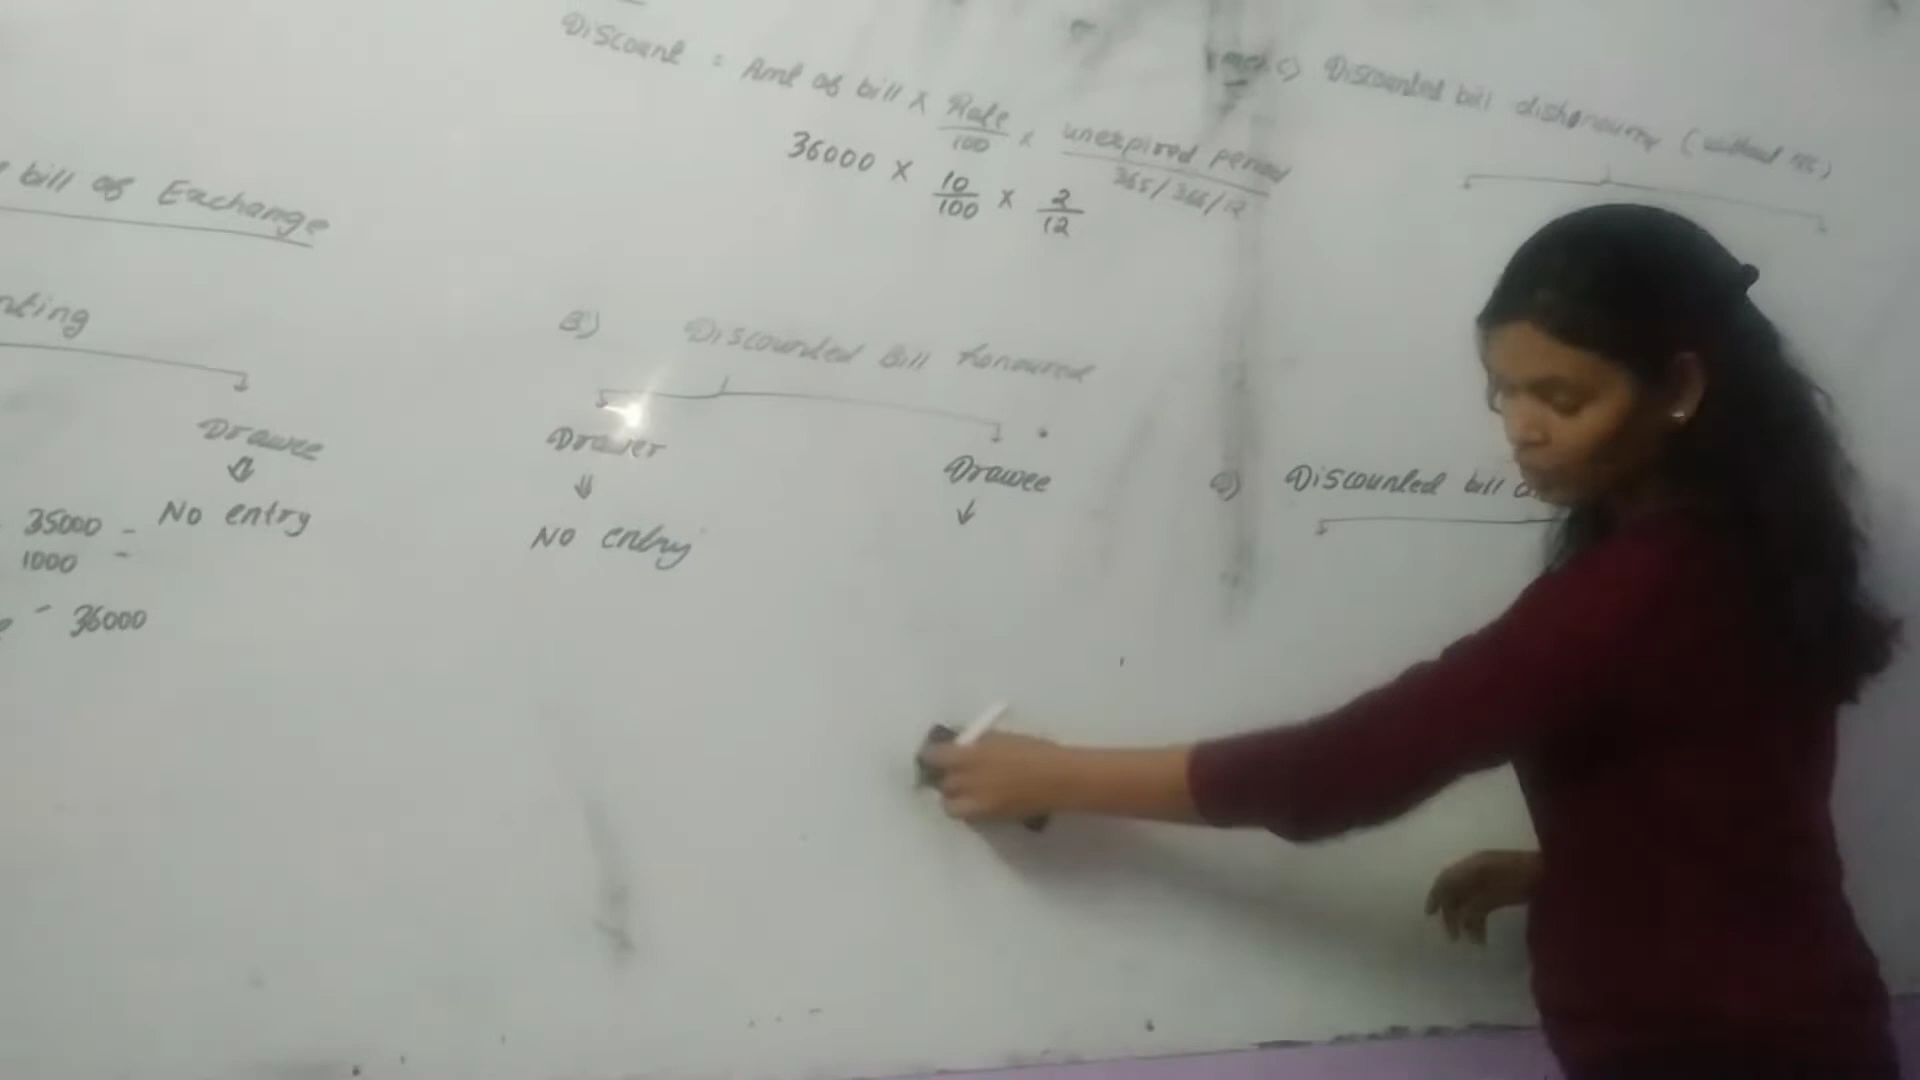 Discount = Amt of bill × Rate/100 × unexpired period/365/366/12
36000 × 10/100 × 2/12
bill of Exchange
nting
Drawee
No entry
35000 -
1000 -
36000
B) Discounted Bill honoured
Drawer
Drawee
No entry
c) Discounted bill dishonoured (without NC)
c) Discounted bill